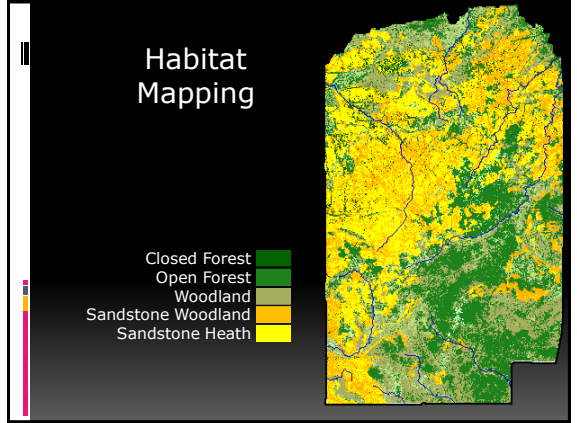 Habitat
Mapping
Closed Forest
Open Forest
Woodland
Sandstone Woodland
Sandstone Heath